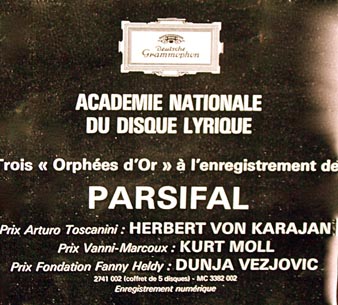 Deutsche
Grammophon
ACADEMIE NATIONALE
DU DISQUE LYRIQUE
Trois « Orphées d'Or » à l'enregistrement de
PARSIFAL
Prix Arturo Toscanini : HERBERT VON KARAJAN
Prix Vanni-Marcoux : KURT MOLL
Prix Fondation Fanny Heldy : DUNJA VEZJOVIC
2741 002 (coffret de 5 disques) - MC 3382 002
Enregistrement numérique